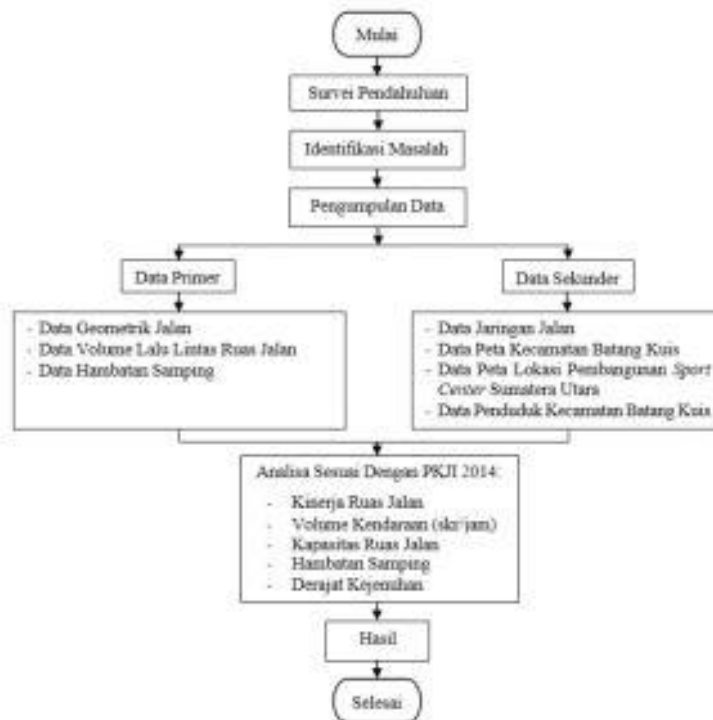 Mulai
Survei Pendahuluan
Identifikasi Masalah
Pengumpulan Data
Data Primer
Data Sekunder
- Data Geometrik Jalan
- Data Volume Lalu Lintas Ruas Jalan
- Data Hambatan Samping
- Data Jaringan Jalan
- Data Peta Kecamatan Batang Kuis
- Data Peta Lokasi Pembangunan Sport
Center Sumatera Utara
- Data Penduduk Kecamatan Batang Kuis
Analisa Sesuai Dengan PKJI 2014:
- Kinerja Ruas Jalan
- Volume Kendaraan (skr/jam)
- Kapasitas Ruas Jalan
- Hambatan Samping
- Derajat Kejenuhan
Hasil
Selesai